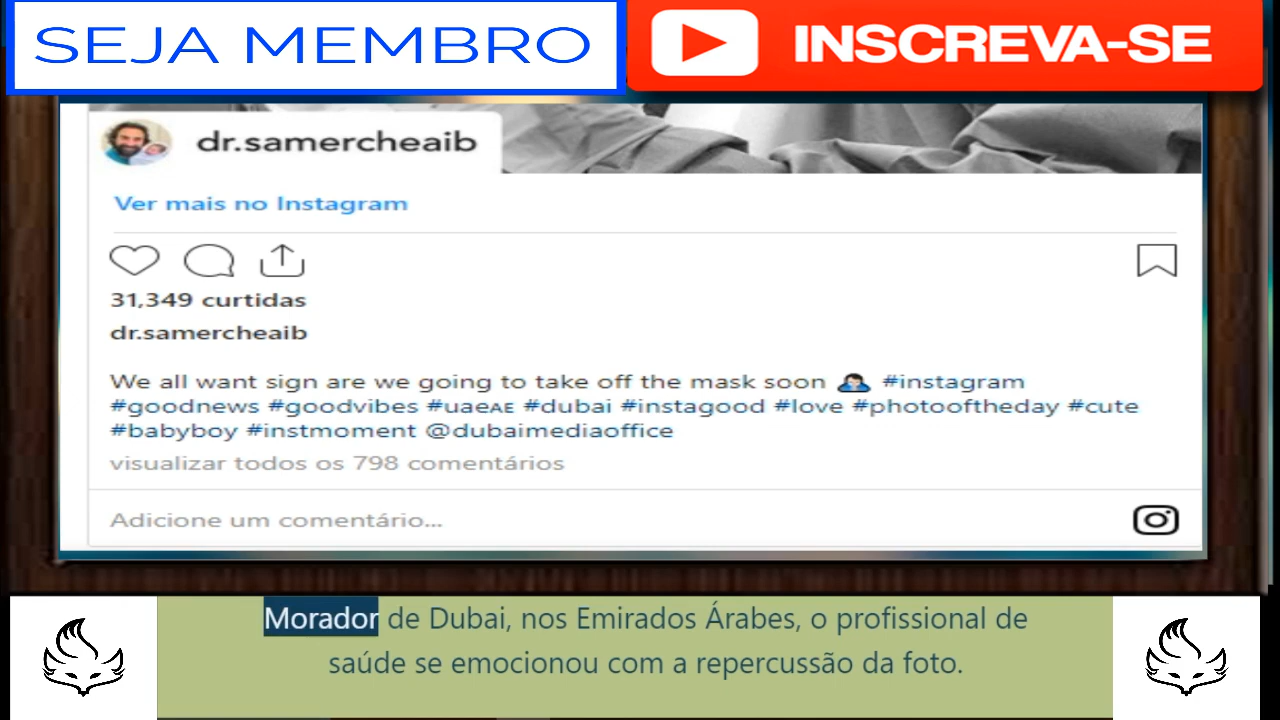 SEJA MEMBRO
INSCREVA-SE
dr.samercheaib
Ver mais no Instagram
31,349 curtidas
dr.samercheaib
We all want sign are we going to take off the mask soon 🤷🏻‍♂️ #instagram
#goodnews #goodvibes #uaeAE #dubai #instagood #love #photooftheday #cute
#babyboy #instmoment @dubaimediaoffice
visualizar todos os 798 comentários
Adicione um comentário...
Morador de Dubai, nos Emirados Árabes, o profissional de
saúde se emocionou com a repercussão da foto.